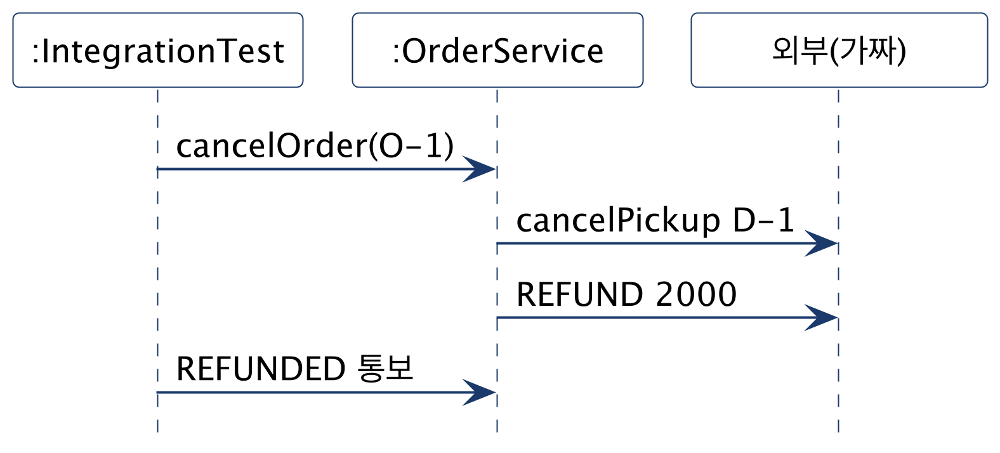 :IntegrationTest
:OrderService
외부(가짜)
cancelOrder(O-1)
cancelPickup D-1
REFUND 2000
REFUNDED 통보